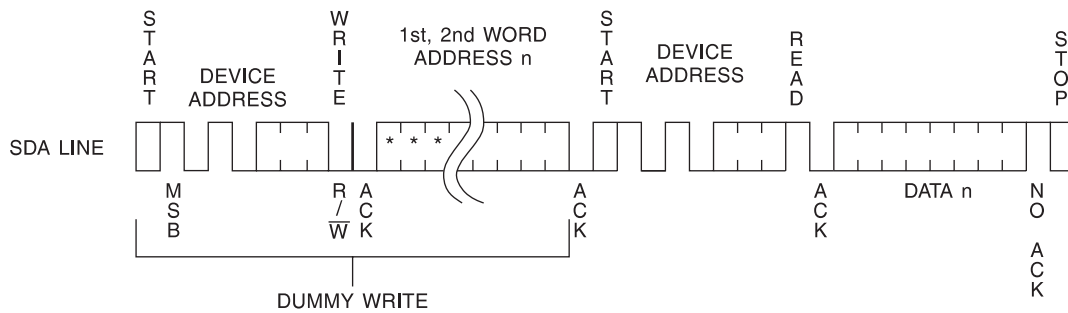 START
WRITE
1st, 2nd WORD
ADDRESS n
START
DEVICE
ADDRESS
READ
STOP
DEVICE
ADDRESS
SDA LINE
* * *
MSB
R/W̅
ACK
ACK
ACK
DATA n
NO ACK
DUMMY WRITE